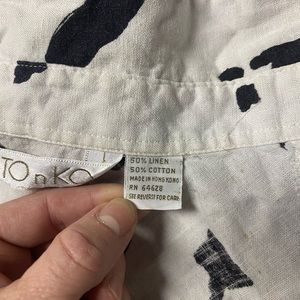 TO n KO
L
50% LINEN
50% COTTON
MADE IN HONG KONG
RN 64628
SEE REVERSE FOR CARE